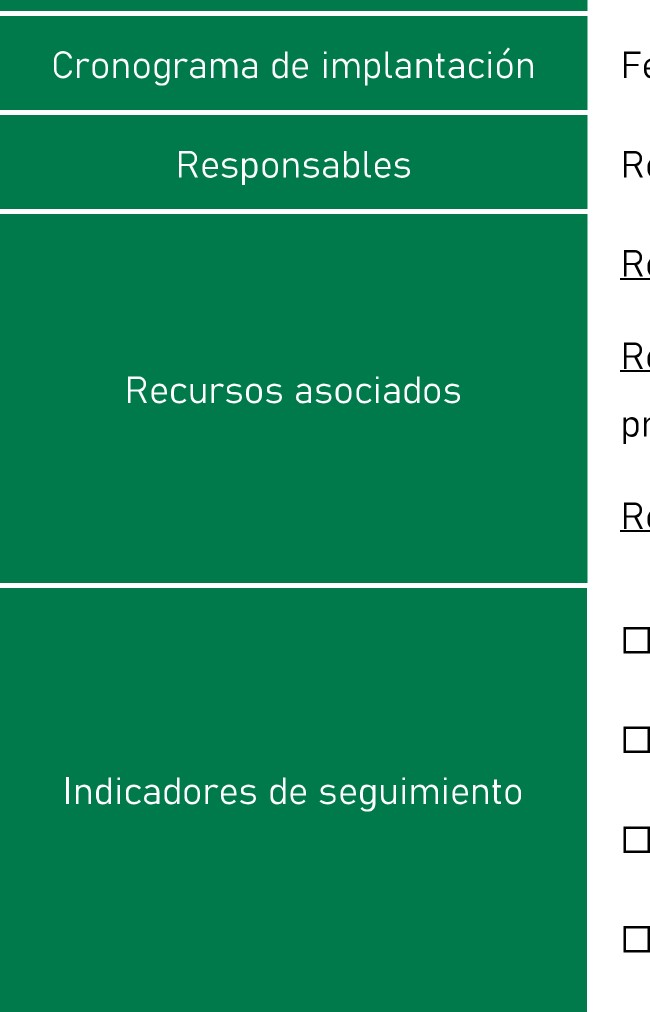 Cronograma de implantación
Responsables
Recursos asociados
Indicadores de seguimiento